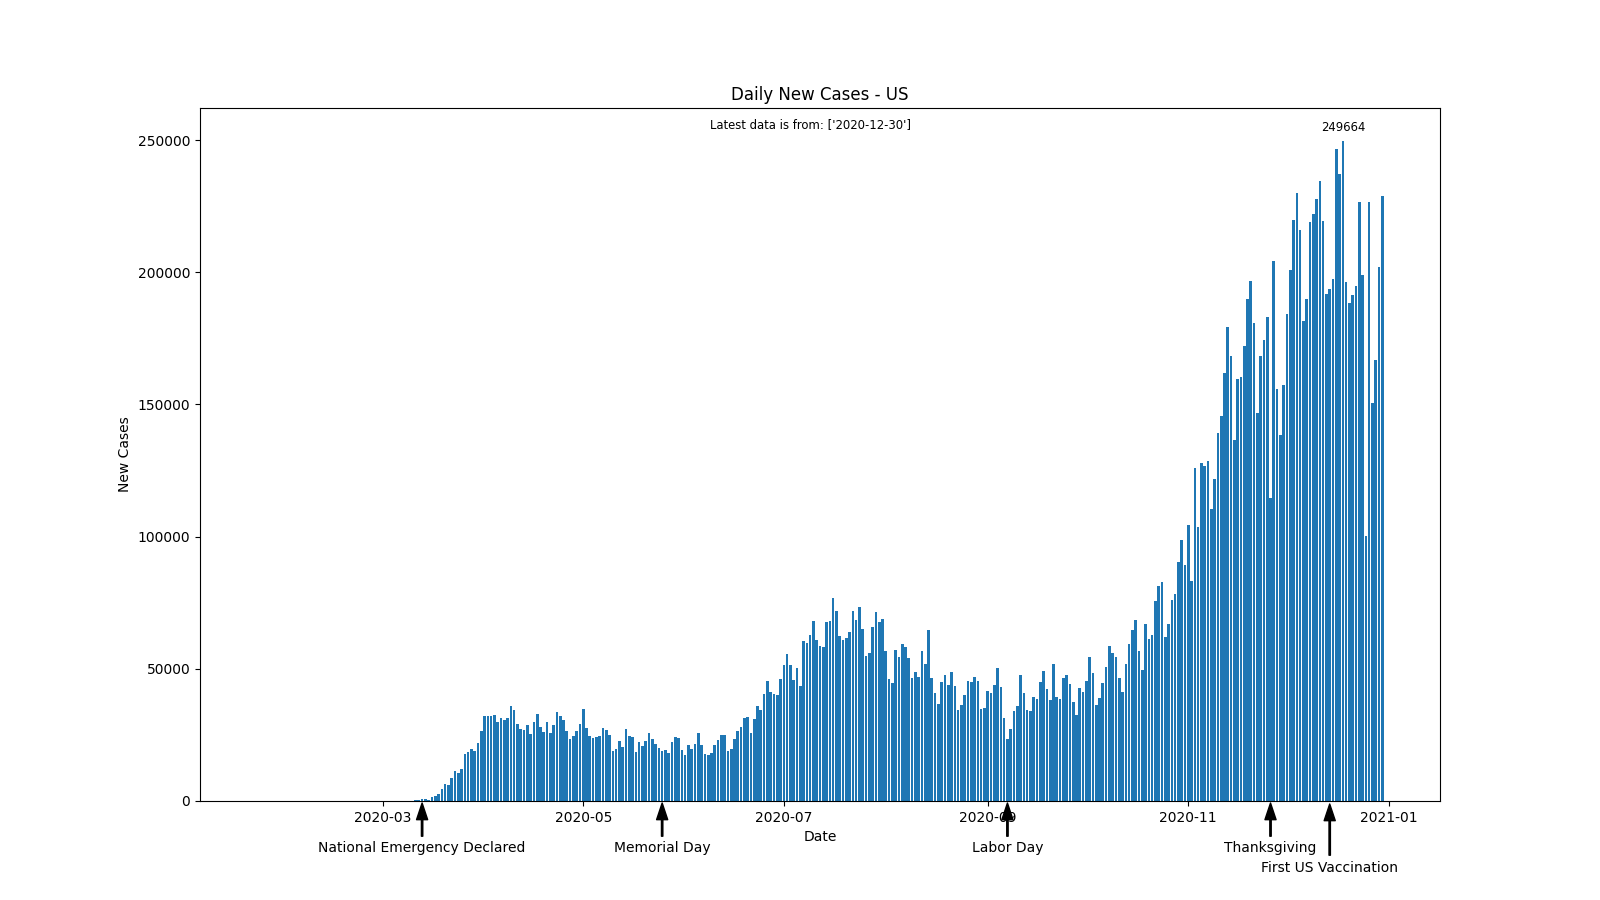 Daily New Cases - US
Latest data is from: ['2020-12-30']
249664
250000
200000
150000
100000
50000
0
New Cases
2020-03 2020-05 2020-07 2020-09 2020-11 2021-01
Date
National Emergency Declared Memorial Day Labor Day Thanksgiving
First US Vaccination